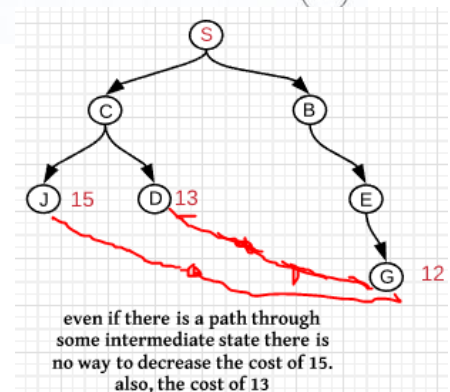 S
C
B
J 15
D 13
E
G 12
even if there is a path through
some intermediate state there is
no way to decrease the cost of 15.
also, the cost of 13